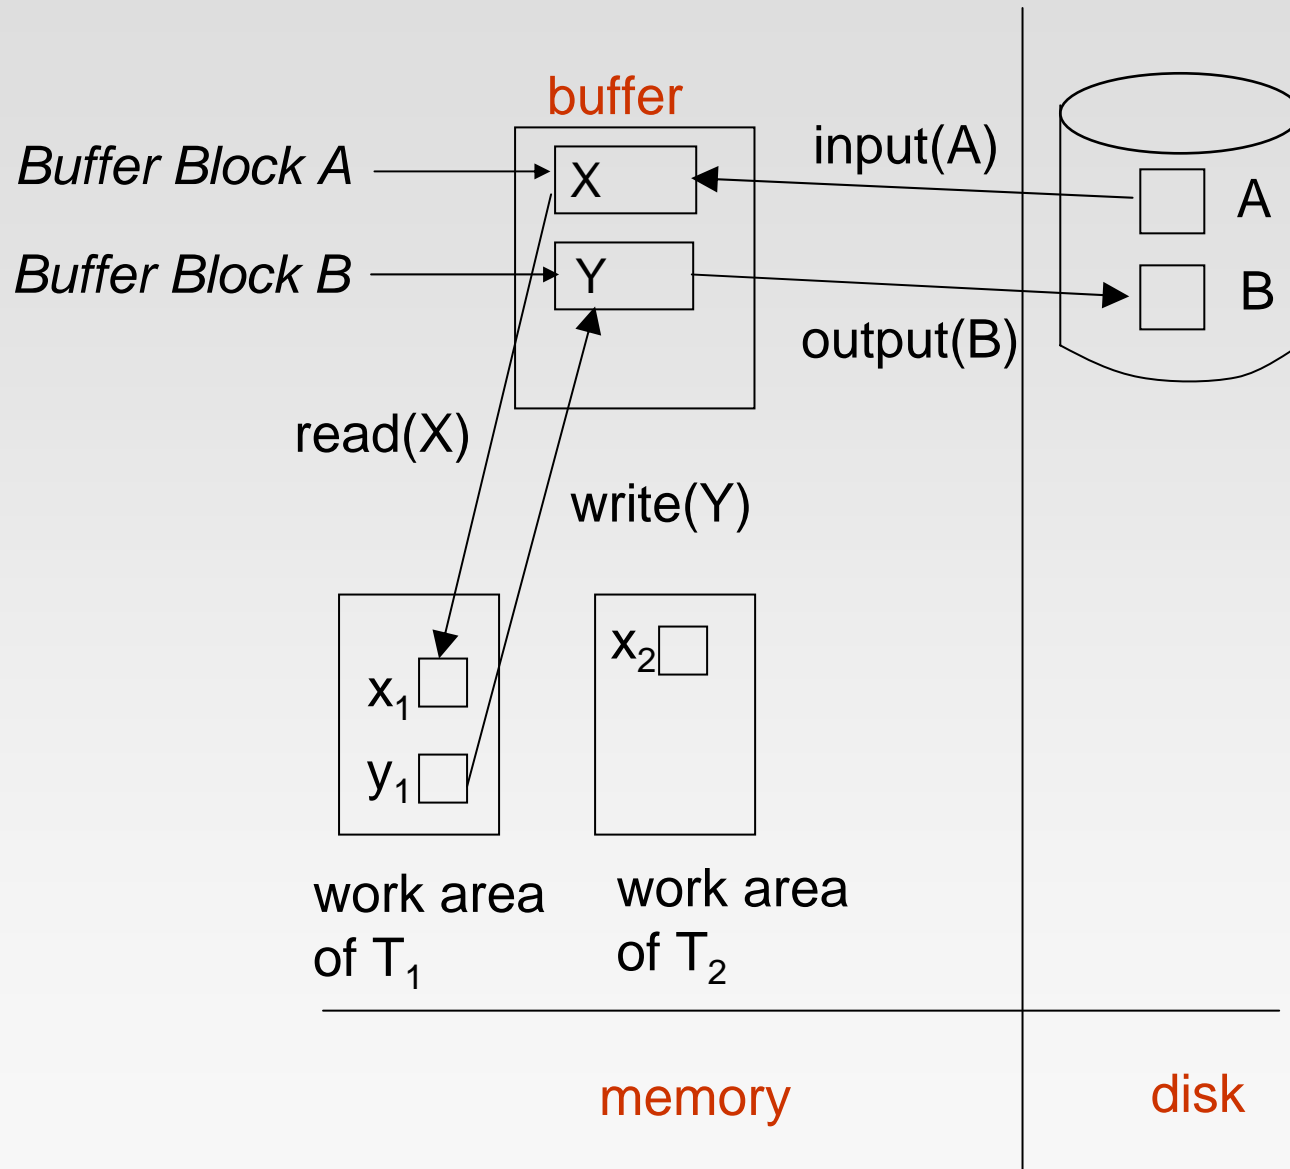 buffer
input(A)
Buffer Block A
X
A
Buffer Block B
Y
B
output(B)
read(X)
write(Y)
x₁
x₂
y₁
work area
of T₁
work area
of T₂
memory
disk